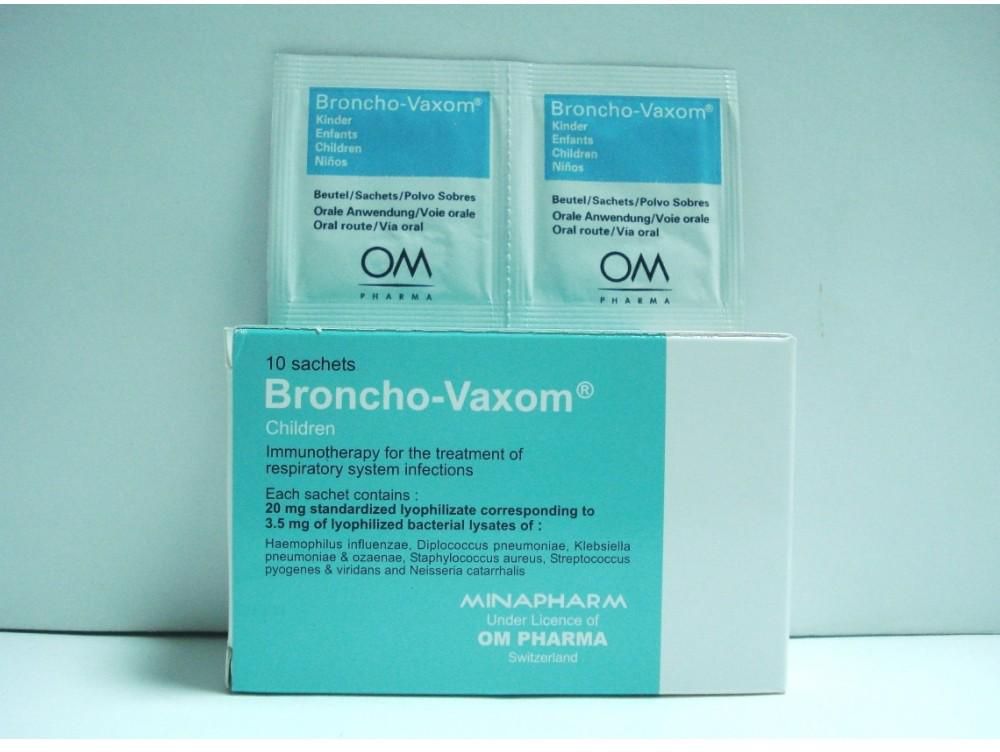 Broncho-Vaxom®
Kinder
Enfants
Children
Niños
Beutel/Sachets/Polvo Sobres
Orale Anwendung/Voie orale
Oral route/Via oral
OM
PHARMA
Broncho-Vaxom®
Kinder
Enfants
Children
Niños
Beutel/Sachets/Polvo Sobres
Orale Anwendung/Voie orale
Oral route/Via oral
OM
PHARMA
10 sachets
Broncho-Vaxom®
Children
Immunotherapy for the treatment of
respiratory system infections
Each sachet contains :
20 mg standardized lyophilizate corresponding to
3.5 mg of lyophilized bacterial lysates of :
Haemophilus influenzae, Diplococcus pneumoniae, Klebsiella
pneumoniae & ozaenae, Staphylococcus aureus, Streptococcus
pyogenes & viridans and Neisseria catarrhalis
MINAPHARM
Under Licence of
OM PHARMA
Switzerland